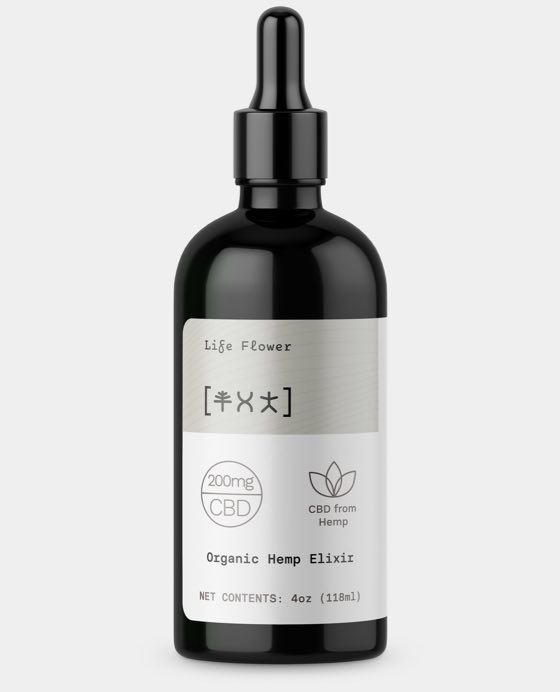 Life Flower
200mg
CBD
CBD from
Hemp
Organic Hemp Elixir
NET CONTENTS: 4oz (118ml)